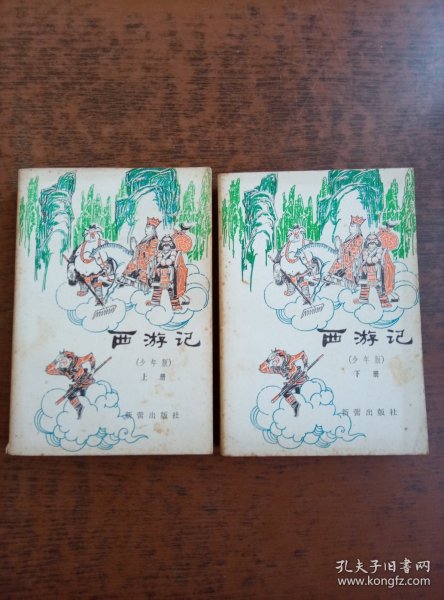 西游记
(少年版)
上册
新蕾出版社
西游记
(少年版)
下册
新蕾出版社
孔夫子旧书网
www.kongfz.com